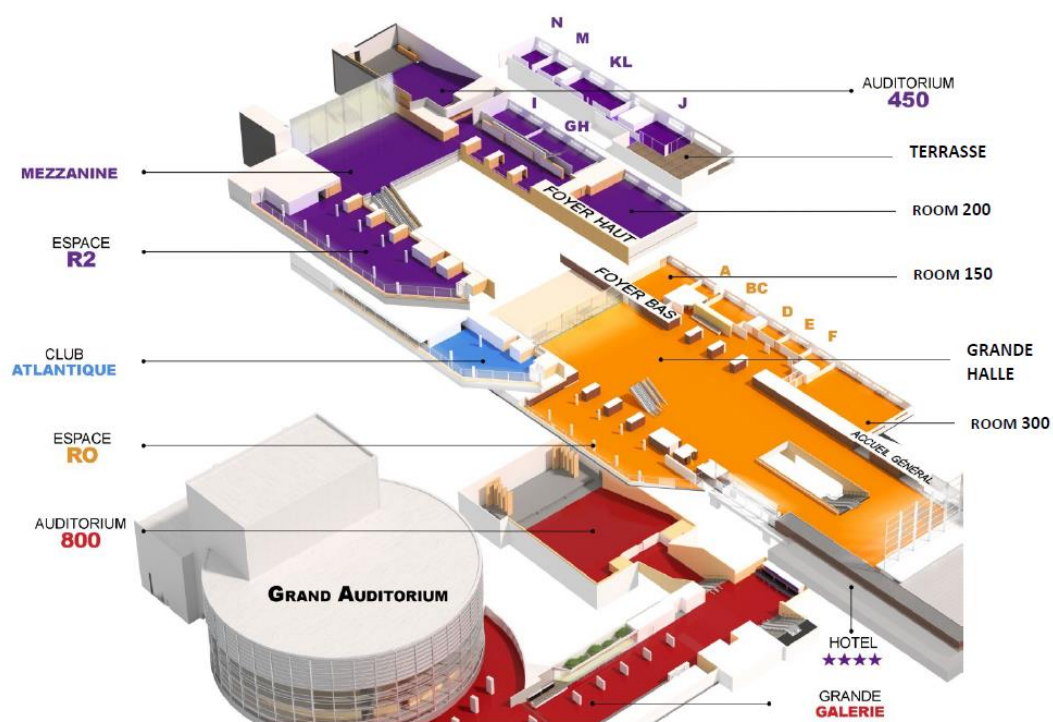 N
M
KL
J
AUDITORIUM
450
I
GH
TERRASSE
MEZZANINE
FOYER HAUT
ROOM 200
ESPACE
R2
FOYER BAS
ROOM 150
A
BC
D
E
F
CLUB
ATLANTIQUE
GRANDE
HALLE
ROOM 300
ESPACE
RO
ACCUEIL GÉNÉRAL
AUDITORIUM
800
GRAND AUDITORIUM
HOTEL
★★★★
GRANDE
GALERIE